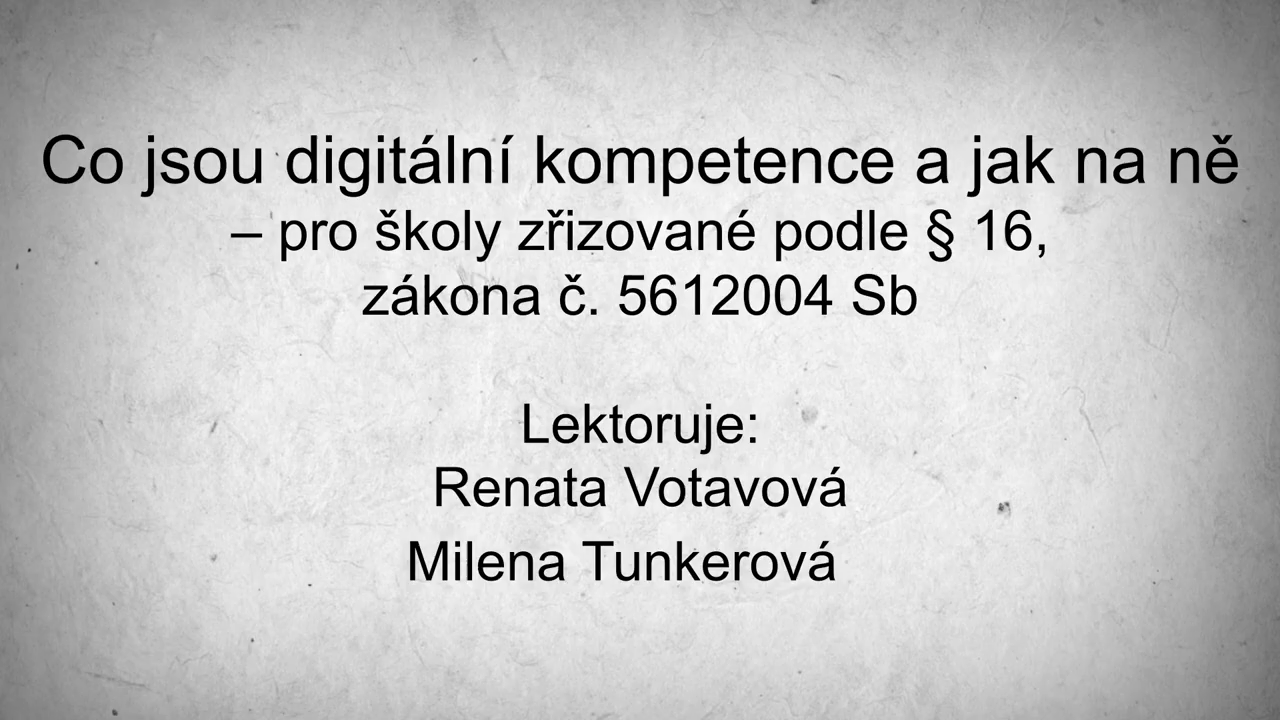 Co jsou digitální kompetence a jak na ně
– pro školy zřizované podle § 16,
zákona č. 5612004 Sb
Lektoruje:
Renata Votavová
Milena Tunkerová